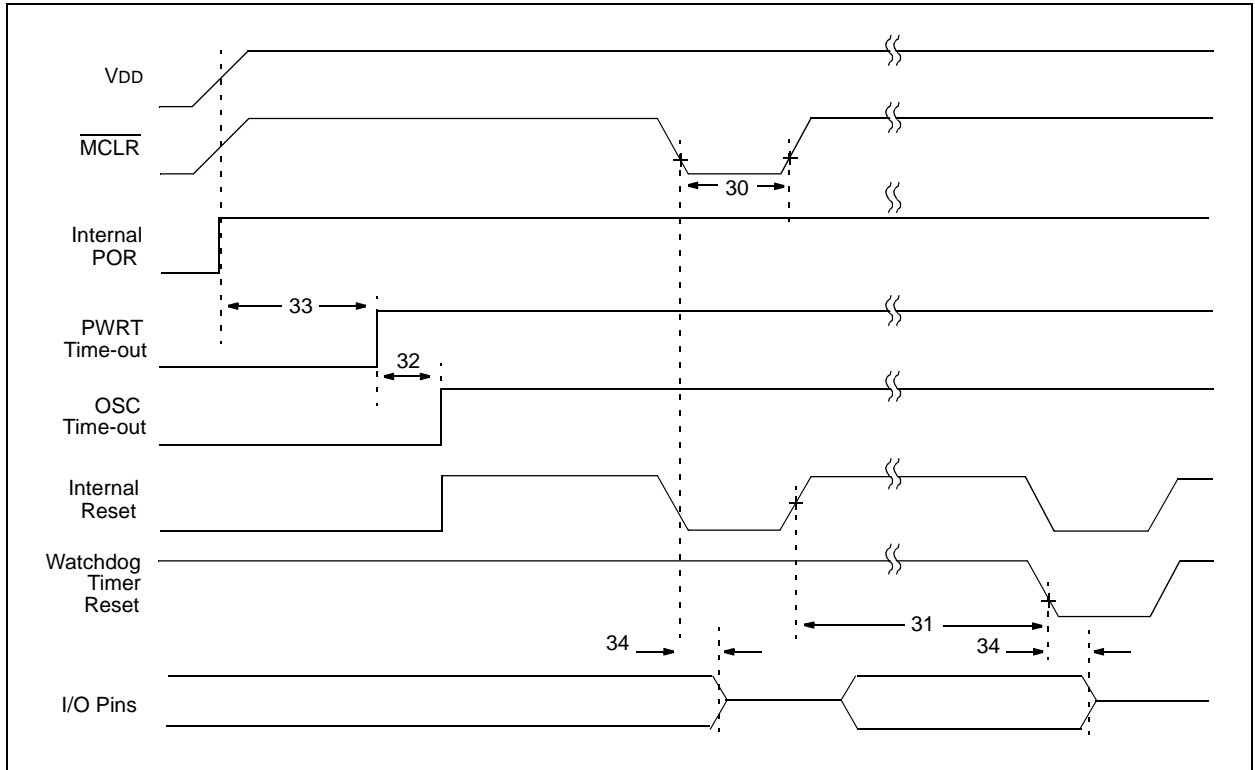 VDD
MCLR
30
Internal
POR
33
PWRT
Time-out
32
OSC
Time-out
Internal
Reset
Watchdog
Timer
Reset
31
34
34
I/O Pins